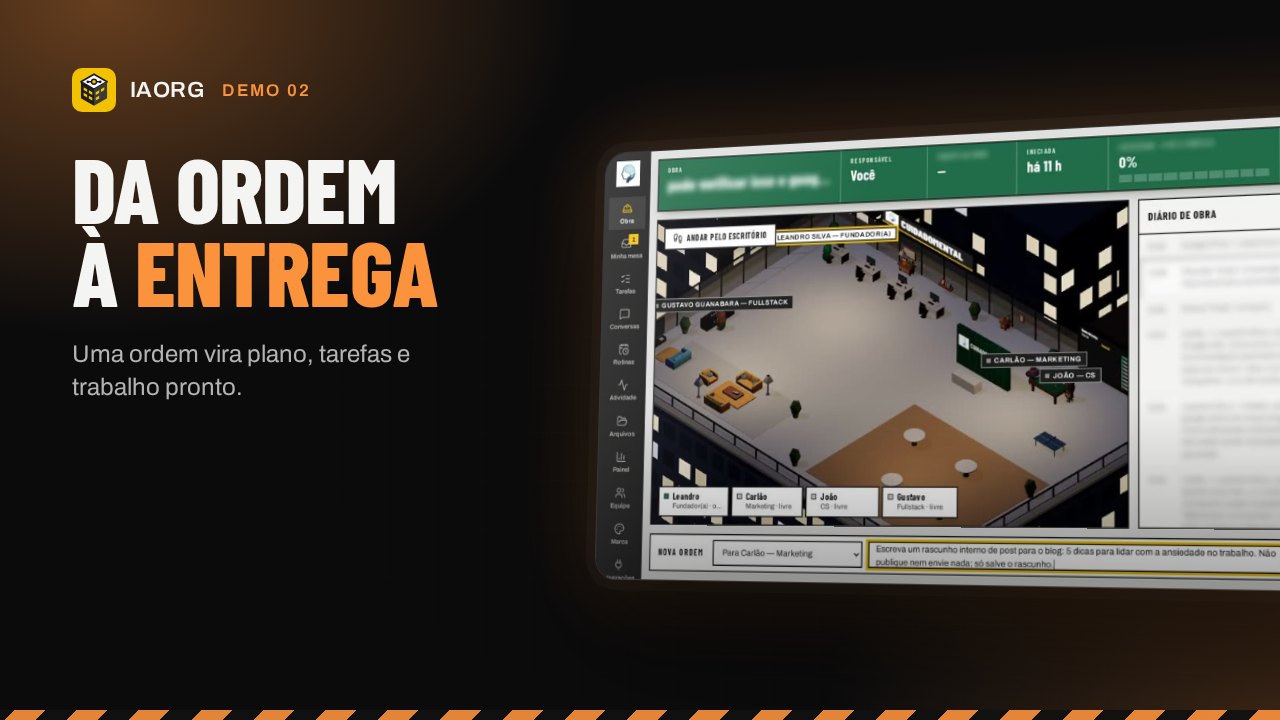 IAORG DEMO 02
DA ORDEM
À ENTREGA
Uma ordem vira plano, tarefas e
trabalho pronto.
OBRA
RESPONSÁVEL
Você
—
INICIADA
há 11 h
0%
Obra
1
Minha mesa
Tarefas
Conversas
Rotinas
Atividade
Arquivos
Painel
Equipe
Marca
ANDAR PELO ESCRITÓRIO
LEANDRO SILVA — FUNDADOR(A)
CUIDADOMENTAL
GUSTAVO GUANABARA — FULLSTACK
CARLÃO — MARKETING
JOÃO — CS
Leandro
Fundador(a) · o...
Carlão
Marketing · livre
João
CS · livre
Gustavo
Fullstack · livre
DIÁRIO DE OBRA
NOVA ORDEM
Para Carlão — Marketing
Escreva um rascunho interno de post para o blog: 5 dicas para lidar com a ansiedade no trabalho. Não
publique nem envie nada; só salve o rascunho.